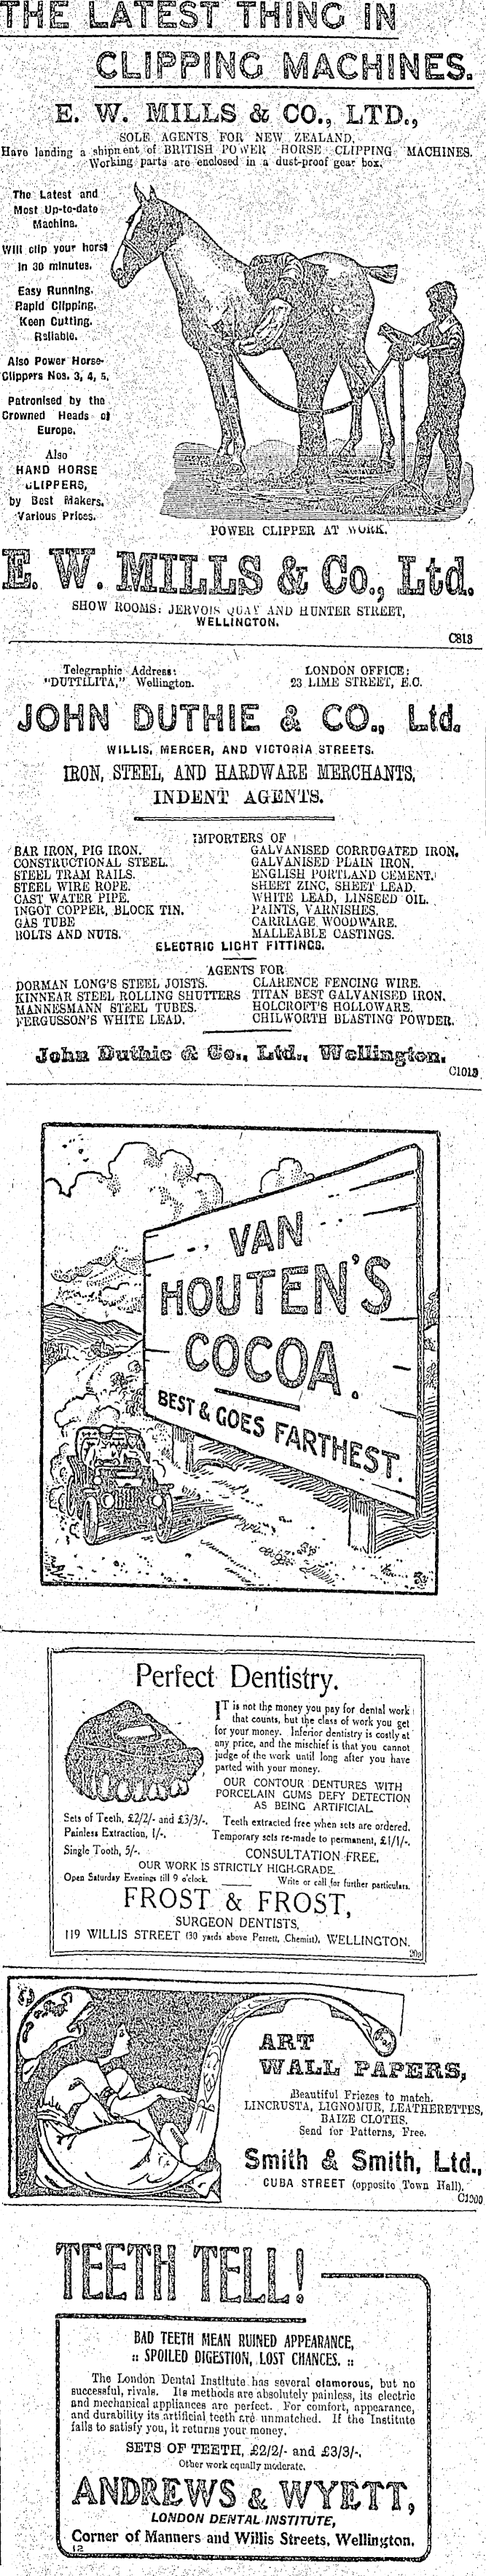 THE LATEST THING IN
CLIPPING MACHINES.
E. W. MILLS & CO., LTD.,
SOLE AGENTS FOR NEW ZEALAND,
Have landing a shipment of BRITISH POWER HORSE CLIPPING MACHINES.
Working parts are enclosed in a dust-proof gear box.
The Latest and
Most Up-to-date
Machine.
Will clip your horse
in 30 minutes.
Easy Running.
Rapid Clipping.
Keen Cutting.
Reliable.
Also Power Horse-
Clippers Nos. 3, 4, 5,
Patronised by the
Crowned Heads of
Europe.
Also
HAND HORSE
CLIPPERS,
by Best Makers.
Various Prices.
POWER CLIPPER AT WORK.
E. W. MILLS & Co., Ltd.
SHOW ROOMS: JERVOIS QUAY AND HUNTER STREET,
WELLINGTON.
C813
Telegraphic Address:
"DUTTILITA," Wellington.
LONDON OFFICE:
23 LIME STREET, E.C.
JOHN DUTHIE & CO., Ltd.
WILLIS, MERCER, AND VICTORIA STREETS.
IRON, STEEL, AND HARDWARE MERCHANTS,
INDENT AGENTS.
IMPORTERS OF
BAR IRON, PIG IRON.
CONSTRUCTIONAL STEEL.
STEEL TRAM RAILS.
STEEL WIRE ROPE.
CAST WATER PIPE.
INGOT COPPER, BLOCK TIN.
GAS TUBE
BOLTS AND NUTS.
GALVANISED CORRUGATED IRON.
GALVANISED PLAIN IRON.
ENGLISH PORTLAND CEMENT.
SHEET ZINC, SHEET LEAD.
WHITE LEAD, LINSEED OIL.
PAINTS, VARNISHES.
CARRIAGE WOODWARE.
MALLEABLE CASTINGS.
ELECTRIC LIGHT FITTINGS.
AGENTS FOR
DORMAN LONG'S STEEL JOISTS.
KINNEAR STEEL ROLLING SHUTTERS
MANNESMANN STEEL TUBES.
FERGUSSON'S WHITE LEAD.
CLARENCE FENCING WIRE.
TITAN BEST GALVANISED IRON.
HOLCROFT'S HOLLOWARE.
CHILWORTH BLASTING POWDER.
John Duthie & Co., Ltd., Wellington.
C1013
VAN
HOUTEN'S
COCOA.
BEST & GOES FARTHEST.
Perfect Dentistry.
IT is not the money you pay for dental work
that counts, but the class of work you get
for your money. Inferior dentistry is costly at
any price, and the mischief is that you cannot
judge of the work until long after you have
parted with your money.
OUR CONTOUR DENTURES WITH
PORCELAIN GUMS DEFY DETECTION
AS BEING ARTIFICIAL
Sets of Teeth, £2/2/- and £3/3/-.
Painless Extraction, 1/-.
Single Tooth, 5/-.
Teeth extracted free when sets are ordered.
Temporary sets re-made to permanent, £1/1/-.
CONSULTATION FREE.
OUR WORK IS STRICTLY HIGH-GRADE.
Open Saturday Evenings till 9 o'clock.
Write or call for further particulars.
FROST & FROST,
SURGEON DENTISTS,
119 WILLIS STREET (30 yards above Perrett, Chemist), WELLINGTON.
ART
WALL PAPERS,
Beautiful Friezes to match.
LINCRUSTA, LIGNOMUR, LEATHERETTES,
BAIZE CLOTHS.
Send for Patterns, Free.
Smith & Smith, Ltd.,
CUBA STREET (opposite Town Hall).
TEETH TELL!
BAD TEETH MEAN RUINED APPEARANCE,
:: SPOILED DIGESTION, LOST CHANCES. ::
The London Dental Institute has several clamorous, but no
successful, rivals. Its methods are absolutely painless, its electric
and mechanical appliances are perfect. For comfort, appearance,
and durability its artificial teeth are unmatched. If the Institute
fails to satisfy you, it returns your money.
SETS OF TEETH, £2/2/- and £3/3/-.
Other work equally moderate.
ANDREWS & WYETT,
LONDON DENTAL INSTITUTE,
Corner of Manners and Willis Streets, Wellington.
12